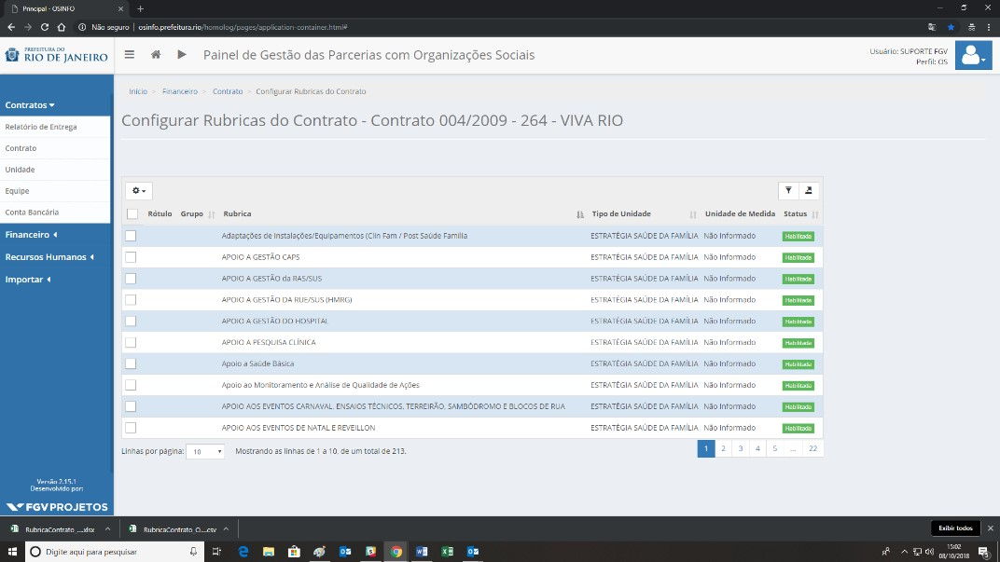 Principal - OSINFO
Não seguro | osinfo.prefeitura.rio/homolog/pages/application-container.html#
PREFEITURA DO
RIO DE JANEIRO
Painel de Gestão das Parcerias com Organizações Sociais
Usuário: SUPORTE FGV
Perfil: OS
Contratos
Relatório de Entrega
Contrato
Unidade
Equipe
Conta Bancária
Financeiro
Recursos Humanos
Importar
Versão 2.15.1
Desenvolvido por:
FGV PROJETOS
Início > Financeiro > Contrato > Configurar Rubricas do Contrato
Configurar Rubricas do Contrato - Contrato 004/2009 - 264 - VIVA RIO
Rótulo Grupo Rubrica Tipo de Unidade Unidade de Medida Status
Adaptações de Instalações/Equipamentos (Clin Fam / Post Saúde Família ESTRATÉGIA SAÚDE DA FAMÍLIA Não Informado Habilitada
APOIO A GESTÃO CAPS ESTRATÉGIA SAÚDE DA FAMÍLIA Não Informado Habilitada
APOIO A GESTÃO da RAS/SUS ESTRATÉGIA SAÚDE DA FAMÍLIA Não Informado Habilitada
APOIO A GESTÃO DA RUE/SUS (HMRG) ESTRATÉGIA SAÚDE DA FAMÍLIA Não Informado Habilitada
APOIO A GESTÃO DO HOSPITAL ESTRATÉGIA SAÚDE DA FAMÍLIA Não Informado Habilitada
APOIO A PESQUISA CLÍNICA ESTRATÉGIA SAÚDE DA FAMÍLIA Não Informado Habilitada
Apoio a Saúde Básica ESTRATÉGIA SAÚDE DA FAMÍLIA Não Informado Habilitada
Apoio ao Monitoramento e Análise de Qualidade de Ações ESTRATÉGIA SAÚDE DA FAMÍLIA Não Informado Habilitada
APOIO AOS EVENTOS CARNAVAL, ENSAIOS TÉCNICOS, TERREIRÃO, SAMBÓDROMO E BLOCOS DE RUA ESTRATÉGIA SAÚDE DA FAMÍLIA Não Informado Habilitada
APOIO AOS EVENTOS DE NATAL E REVEILLON ESTRATÉGIA SAÚDE DA FAMÍLIA Não Informado Habilitada
Linhas por página: 10 Mostrando as linhas de 1 a 10, de um total de 213.
1 2 3 4 5 ... 22
RubricaContrato_....xlsx
RubricaContrato_O....csv
Exibir todos
Digite aqui para pesquisar
15:02
08/10/2018
3